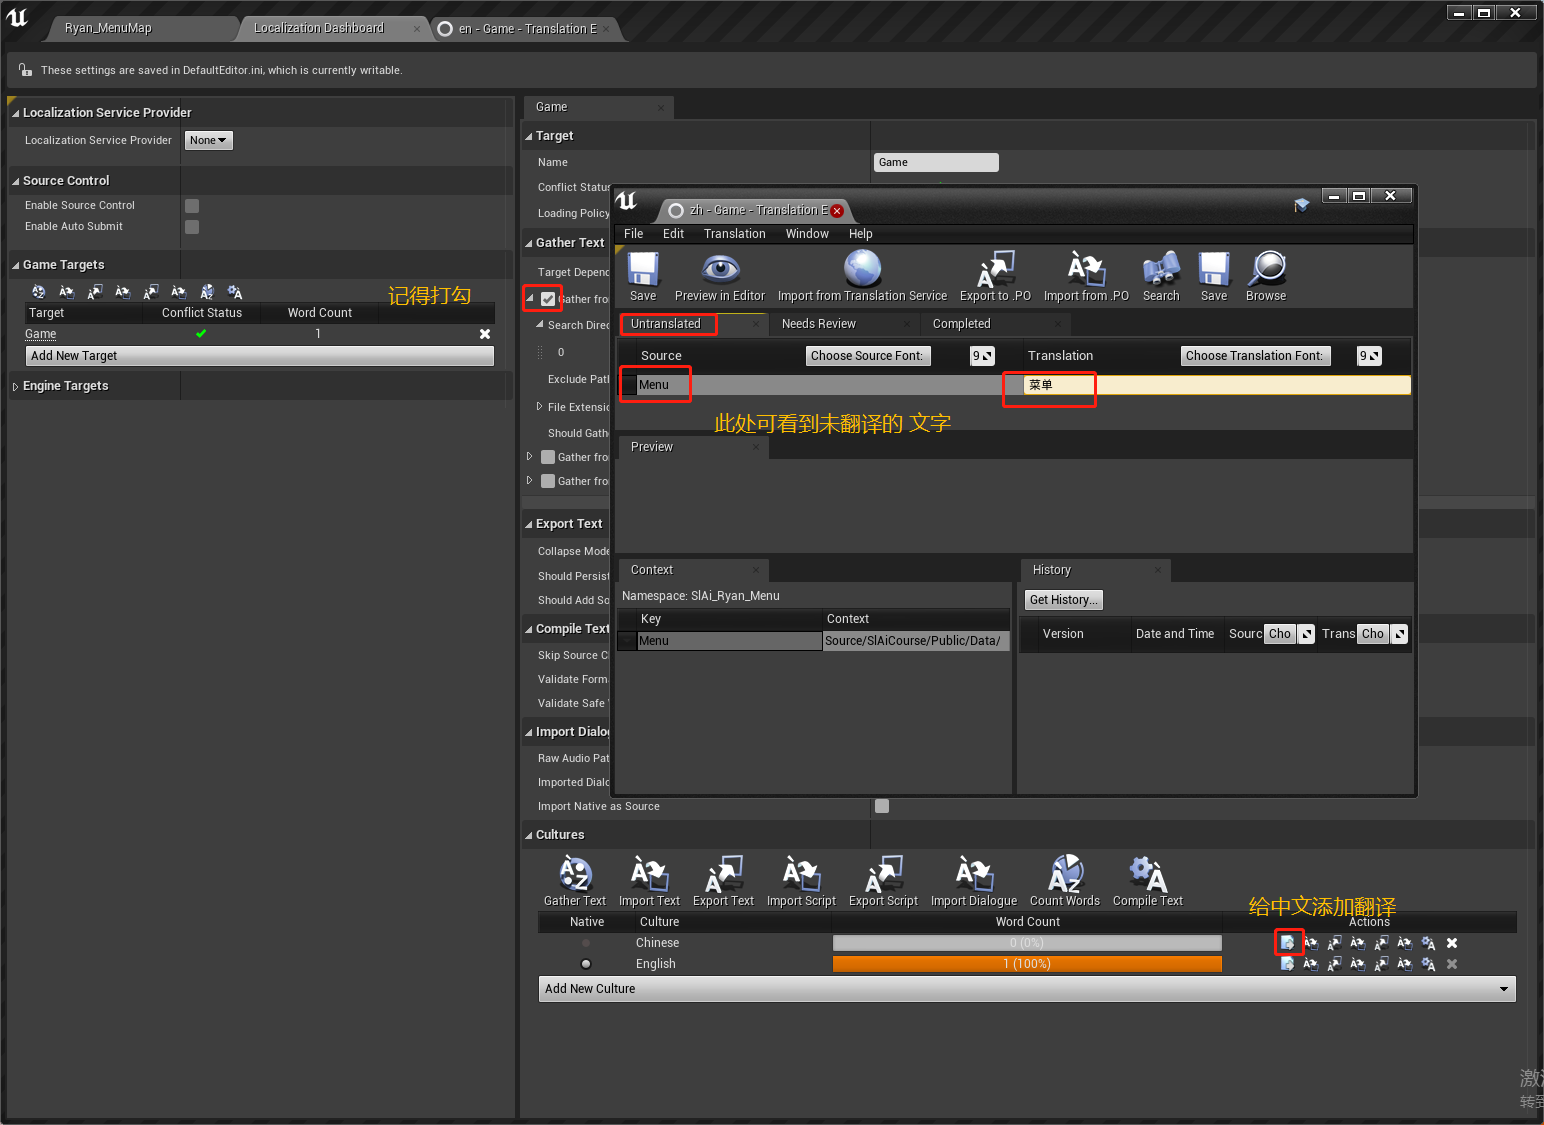 Ryan_MenuMap
Localization Dashboard
en - Game - Translation E
These settings are saved in DefaultEditor.ini, which is currently writable.
Localization Service Provider
Localization Service Provider
None
Source Control
Enable Source Control
Enable Auto Submit
Game Targets
记得打勾
Target
Conflict Status
Word Count
Game
1
Add New Target
Engine Targets
Game
Target
Name
Game
Conflict Status
Loading Policy
Gather Text
Target Depend
Gather fro
Search Direc
0
Exclude Path
File Extensio
Should Gathe
Gather fro
Gather fro
Export Text
Collapse Mode
Should Persist
Should Add So
Compile Text
Skip Source C
Validate Forma
Validate Safe
Import Dialog
Raw Audio Pat
Imported Dialo
Import Native as Source
zh - Game - Translation E
File
Edit
Translation
Window
Help
Save
Preview in Editor
Import from Translation Service
Export to .PO
Import from .PO
Search
Save
Browse
Untranslated
Needs Review
Completed
Source
Choose Source Font:
9
Translation
Choose Translation Font:
9
Menu
菜单
此处可看到未翻译的 文字
Preview
Context
Namespace: SlAi_Ryan_Menu
Key
Context
Menu
Source/SlAiCourse/Public/Data/
History
Get History...
Version
Date and Time
Sourc
Cho
Trans
Cho
Cultures
Gather Text
Import Text
Export Text
Import Script
Export Script
Import Dialogue
Count Words
Compile Text
给中文添加翻译
Native
Culture
Word Count
Actions
Chinese
0 (0%)
English
1 (100%)
Add New Culture
激
转到